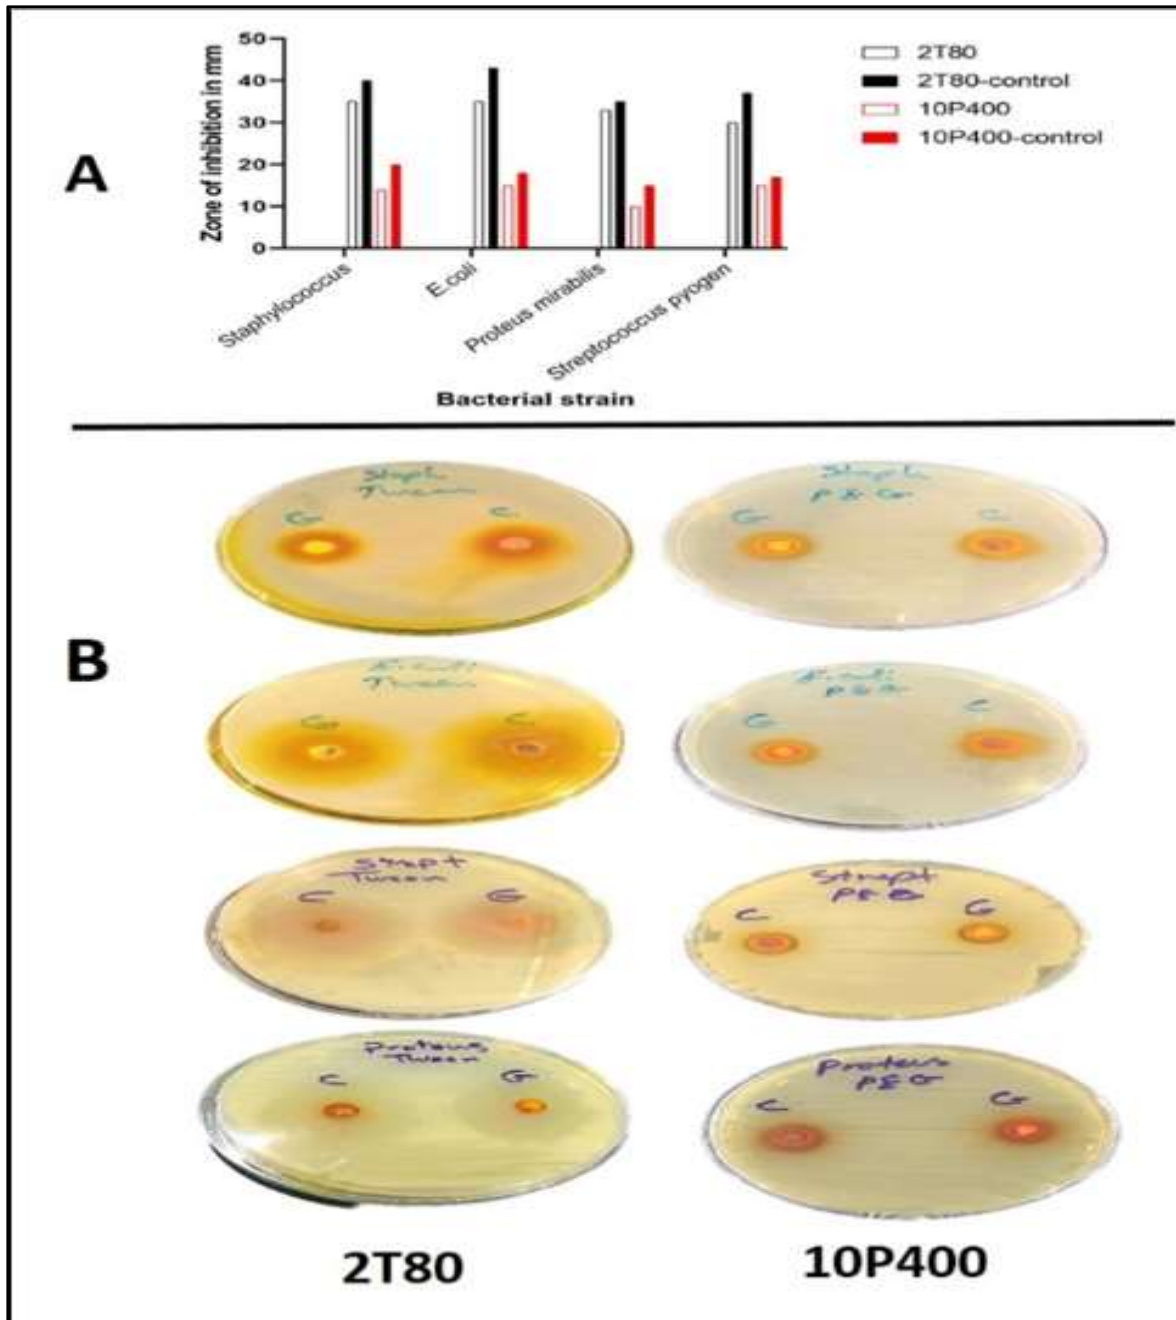 A
Zone of inhibition in mm
50
40
30
20
10
0
2T80
2T80-control
10P400
10P400-control
Staphylococcus
E.coli
Proteus mirabilis
Streptococcus pyogen
Bacterial strain
B
Staph
Tween
G C
Staph
PEG
G C
E.coli
Tween
G C
E.coli
PEG
G C
Strept
Tween
C G
Strept
PEG
C G
Proteus
Tween
C G
Proteus
PEG
C G
2T80
10P400